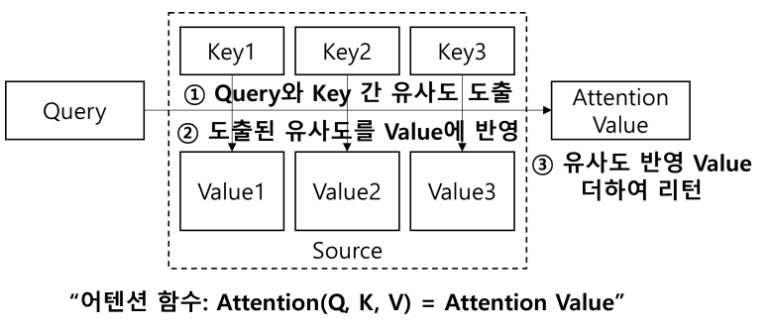 Key1 Key2 Key3
① Query와 Key 간 유사도 도출
Query
Attention
Value
② 도출된 유사도를 Value에 반영
Value1 Value2 Value3
③ 유사도 반영 Value
더하여 리턴
Source
“어텐션 함수: Attention(Q, K, V) = Attention Value”